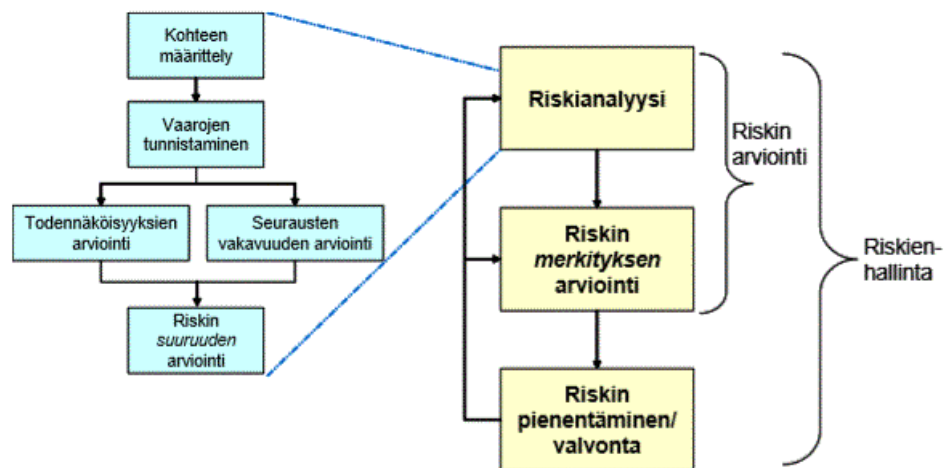 Kohteen
määrittely
Vaarojen
tunnistaminen
Todennäköisyyksien
arviointi
Seurausten
vakavuuden arviointi
Riskin
suuruuden
arviointi
Riskianalyysi
Riskin
merkityksen
arviointi
Riskin
pienentäminen/
valvonta
Riskin
arviointi
Riskien-
hallinta